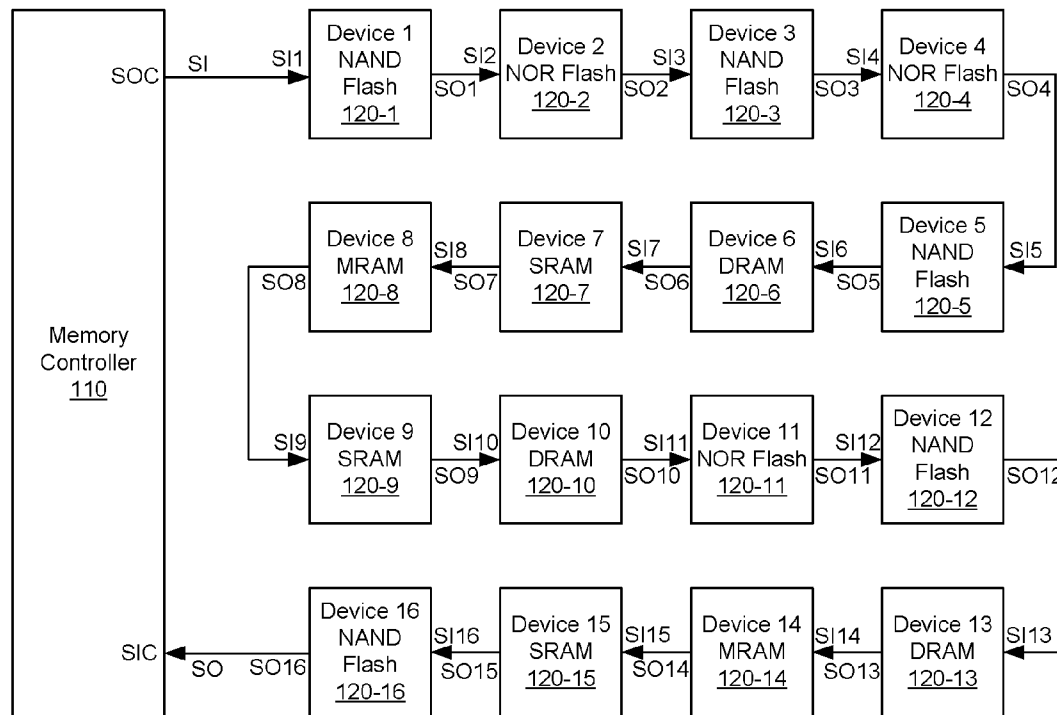 SOC
SI
SI1
Device 1
NAND
Flash
120-1
SO1
SI2
Device 2
NOR Flash
120-2
SO2
SI3
Device 3
NAND
Flash
120-3
SO3
SI4
Device 4
NOR Flash
120-4
SO4
Device 8
MRAM
120-8
SO8
SI8
SO7
Device 7
SRAM
120-7
SI7
SO6
Device 6
DRAM
120-6
SI6
SO5
Device 5
NAND
Flash
120-5
SI5
Memory
Controller
110
SI9
Device 9
SRAM
120-9
SO9
SI10
Device 10
DRAM
120-10
SO10
SI11
Device 11
NOR Flash
120-11
SO11
SI12
Device 12
NAND
Flash
120-12
SO12
SIC
SO
SO16
Device 16
NAND
Flash
120-16
SI16
SO15
Device 15
SRAM
120-15
SI15
SO14
Device 14
MRAM
120-14
SI14
SO13
Device 13
DRAM
120-13
SI13